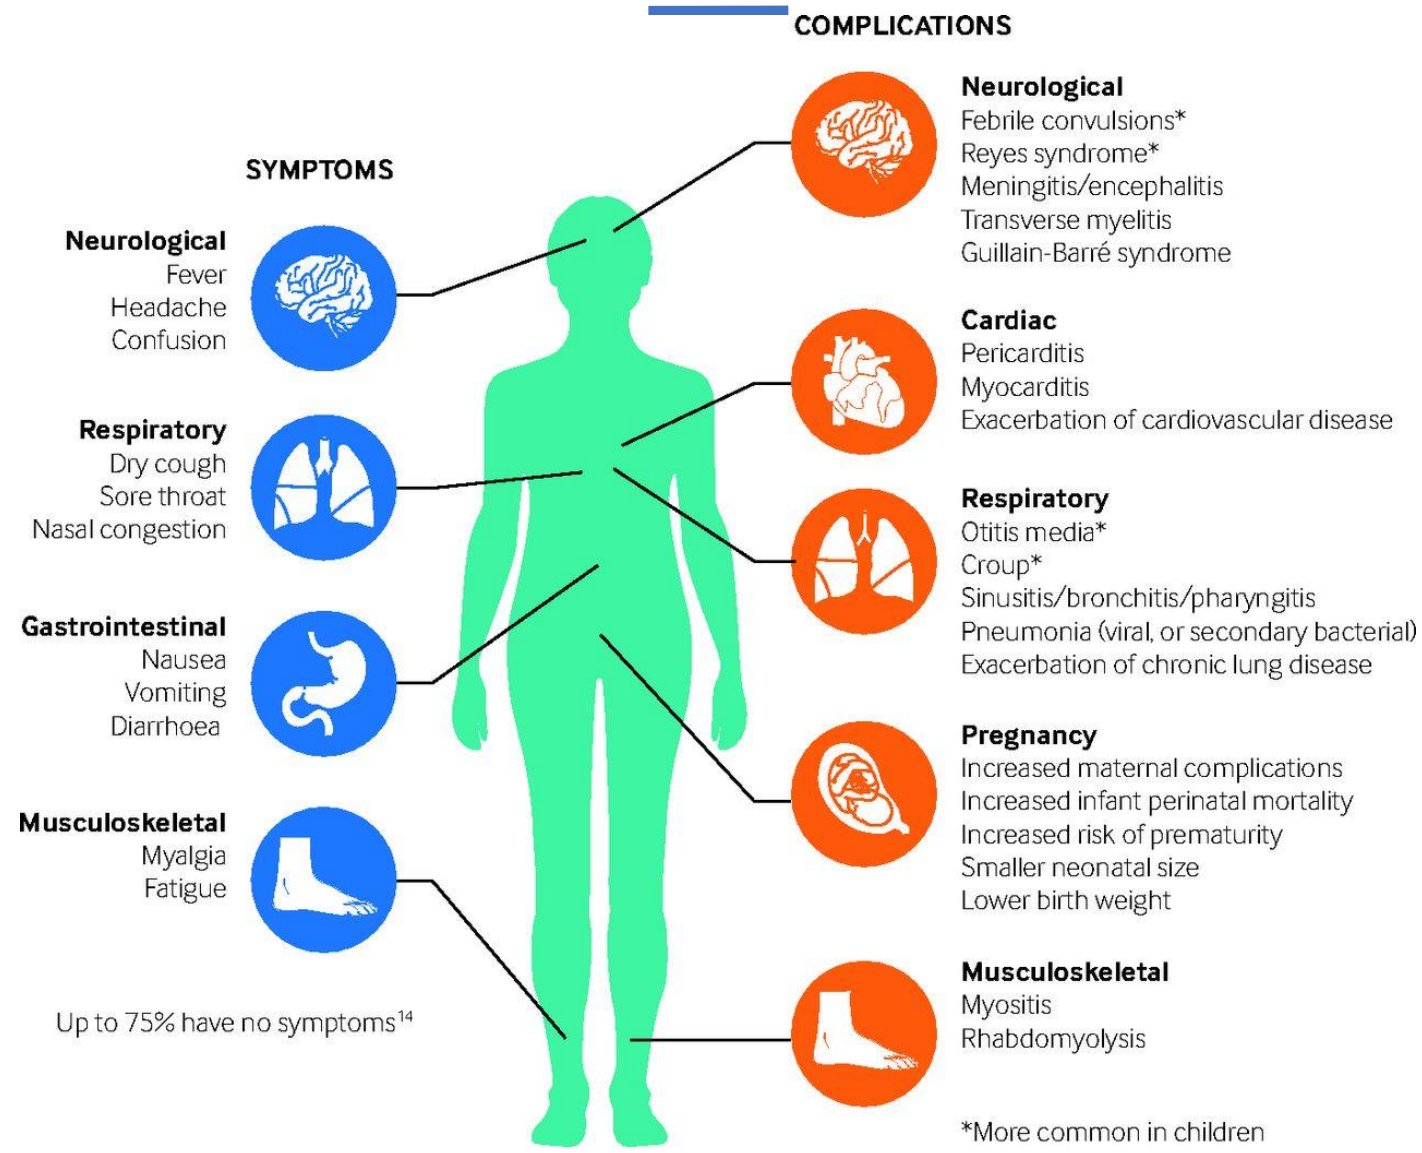 SYMPTOMS
Neurological
Fever
Headache
Confusion
Respiratory
Dry cough
Sore throat
Nasal congestion
Gastrointestinal
Nausea
Vomiting
Diarrhoea
Musculoskeletal
Myalgia
Fatigue
Up to 75% have no symptoms¹⁴
COMPLICATIONS
Neurological
Febrile convulsions*
Reyes syndrome*
Meningitis/encephalitis
Transverse myelitis
Guillain-Barré syndrome
Cardiac
Pericarditis
Myocarditis
Exacerbation of cardiovascular disease
Respiratory
Otitis media*
Croup*
Sinusitis/bronchitis/pharyngitis
Pneumonia (viral, or secondary bacterial)
Exacerbation of chronic lung disease
Pregnancy
Increased maternal complications
Increased infant perinatal mortality
Increased risk of prematurity
Smaller neonatal size
Lower birth weight
Musculoskeletal
Myositis
Rhabdomyolysis
*More common in children